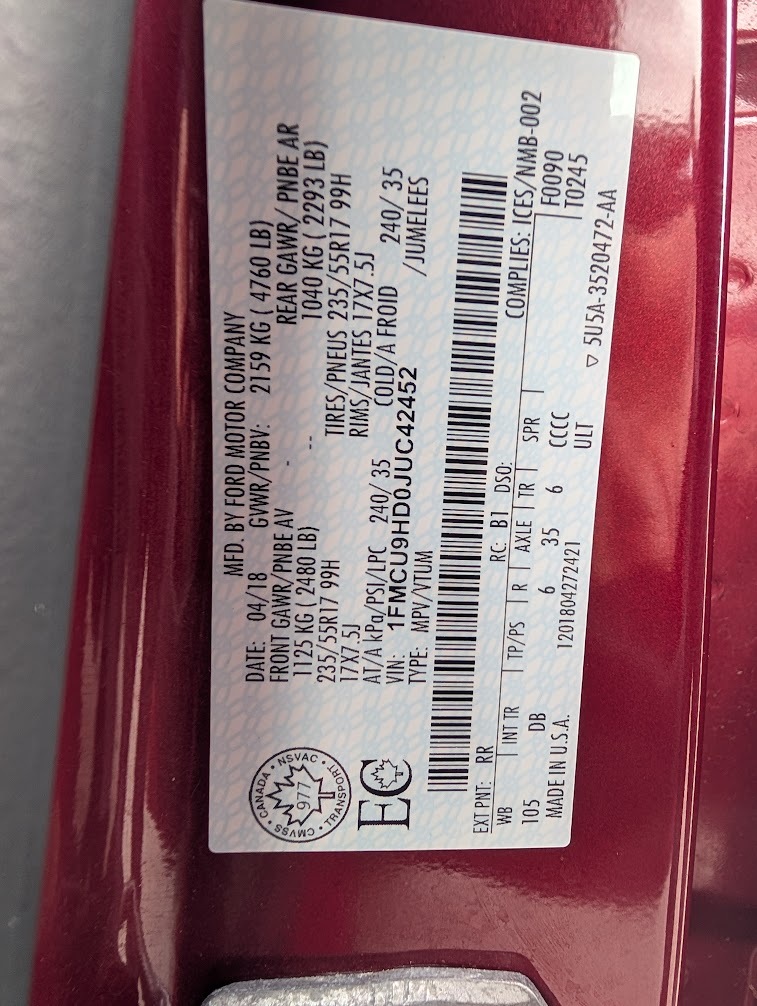 MFD. BY FORD MOTOR COMPANY
DATE: 04/18 GVWR/PNBV: 2159 KG ( 4760 LB)
FRONT GAWR/PNBE AV - REAR GAWR/ PNBE AR
1125 KG ( 2480 LB) -- 1040 KG ( 2293 LB)
235/55R17 99H TIRES/PNEUS 235/55R17 99H
17X7.5J RIMS/JANTES 17X7.5J
AT/A kPa/PSI/LPC 240/ 35 COLD/A FROID 240/ 35
VIN: 1FMCU9HD0JUC42452 /JUMELEES
TYPE: MPV/VTUM
CANADA • NSVAC • TRANSPORT • CMVSS •
977
EC
COMPLIES: ICES/NMB-002
EXT PNT: RR RC: B1 DSO:
WB INT TR TP/PS R AXLE TR SPR F0090
105 DB 6 35 6 CCCC T0245
ULT
MADE IN U.S.A. 1201804272421 ▽ 5U5A-3520472-AA